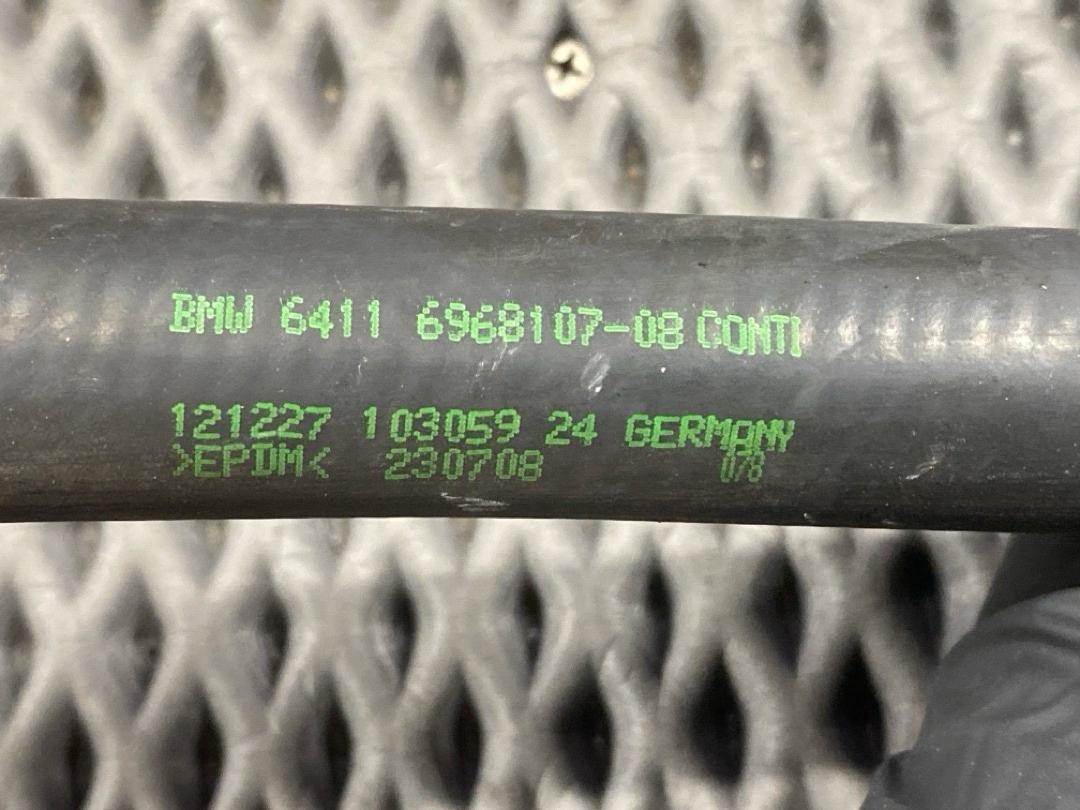 BMW 6411 6968107-08 CONTI
121227 103059 24 GERMANY
>EPDM< 230708 0/8